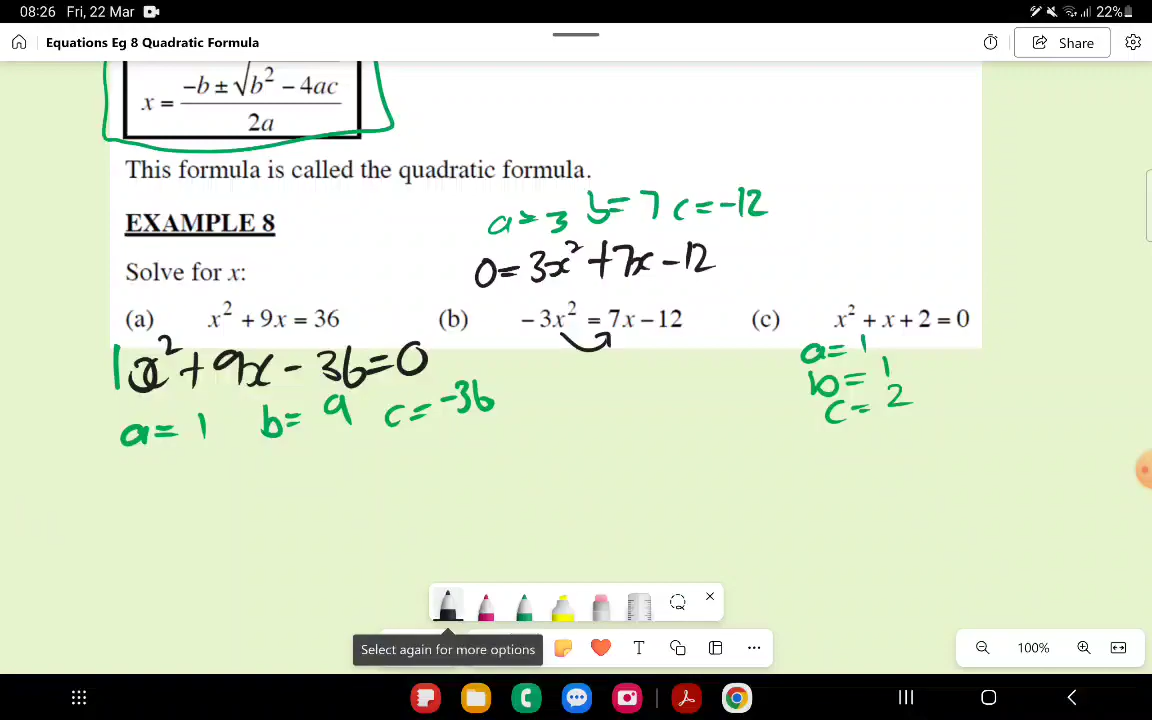 08:26 Fri, 22 Mar 22%
Equations Eg 8 Quadratic Formula
Share
x = (-b ± √b² - 4ac) / 2a
This formula is called the quadratic formula.
EXAMPLE 8
a = 3 b = 7 c = -12
0 = 3x² + 7x - 12
Solve for x:
(a) x² + 9x = 36 (b) - 3x² = 7x - 12 (c) x² + x + 2 = 0
1x² + 9x - 36 = 0
a = 1 b = 9 c = -36
a = 1
b = 1
c = 2
Select again for more options
T
100%